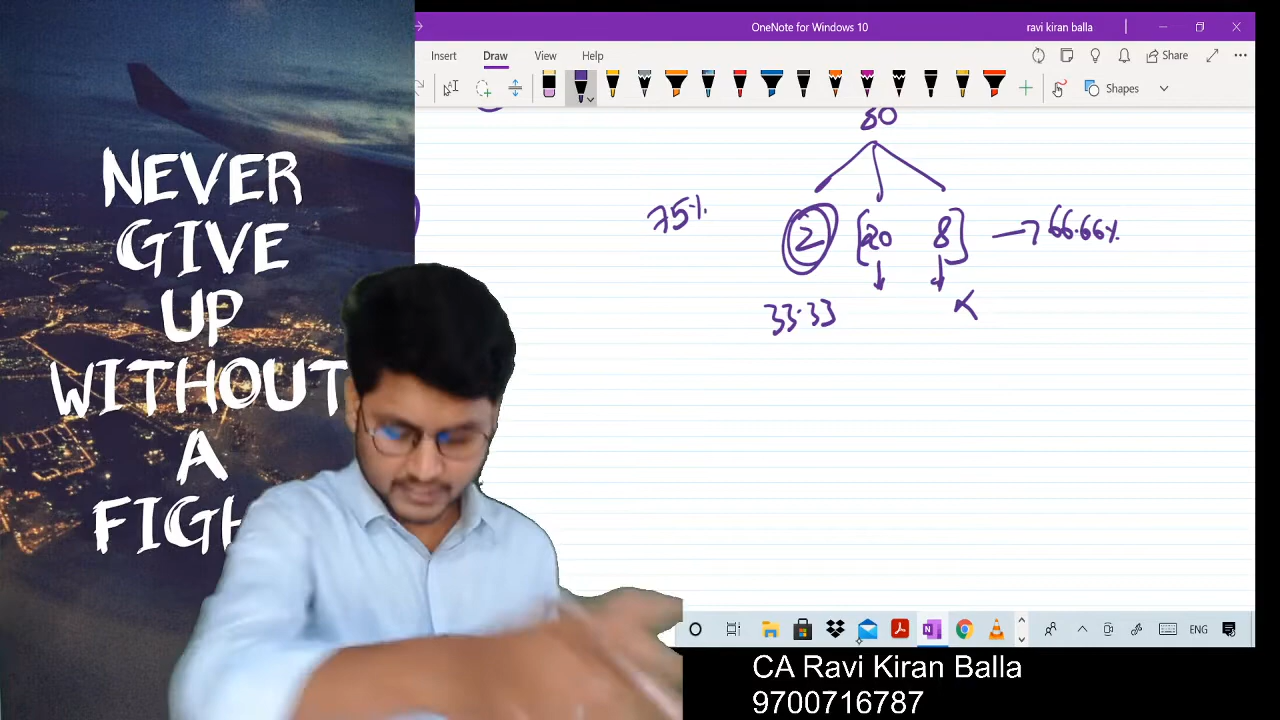 NEVER
GIVE
UP
WITHOUT
A
FIGH
OneNote for Windows 10
ravi kiran balla
Insert Draw View Help
Share
Shapes
80
75%
2 [20 8] → 66.66%
33.33 x
ENG
CA Ravi Kiran Balla
9700716787